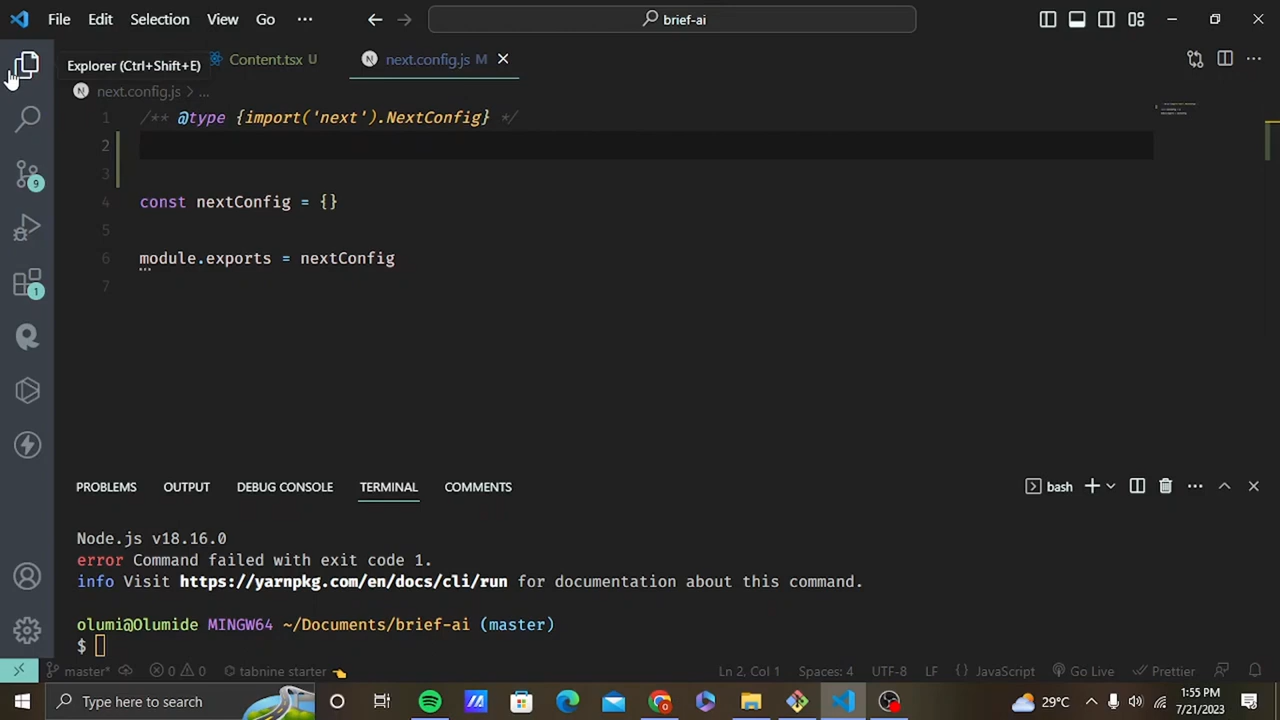 File Edit Selection View Go ··· brief-ai
Explorer (Ctrl+Shift+E) Content.tsx U next.config.js M
next.config.js > ...
1 /** @type {import('next').NextConfig} */
2
3
4 const nextConfig = {}
5
6 module.exports = nextConfig
7
9
1
PROBLEMS OUTPUT DEBUG CONSOLE TERMINAL COMMENTS bash
Node.js v18.16.0
error Command failed with exit code 1.
info Visit https://yarnpkg.com/en/docs/cli/run for documentation about this command.
olumi@Olumide MINGW64 ~/Documents/brief-ai (master)
$
master* 0 0 tabnine starter Ln 2, Col 1 Spaces: 4 UTF-8 LF {} JavaScript Go Live Prettier
Type here to search 29°C 1:55 PM
7/21/2023